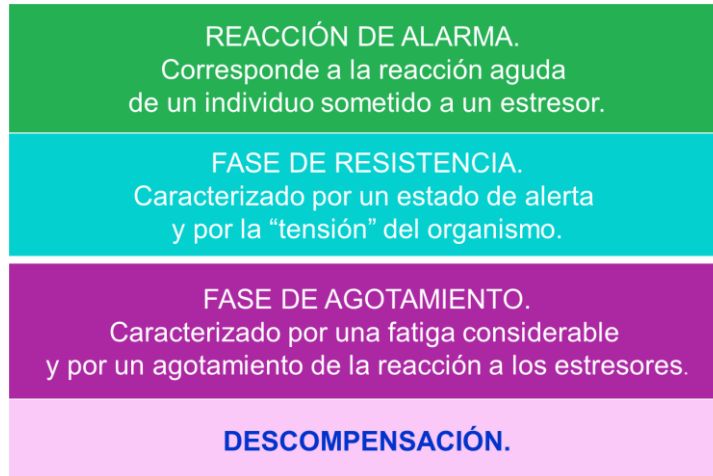 REACCIÓN DE ALARMA.
Corresponde a la reacción aguda
de un individuo sometido a un estresor.
FASE DE RESISTENCIA.
Caracterizado por un estado de alerta
y por la “tensión” del organismo.
FASE DE AGOTAMIENTO.
Caracterizado por una fatiga considerable
y por un agotamiento de la reacción a los estresores.
DESCOMPENSACIÓN.